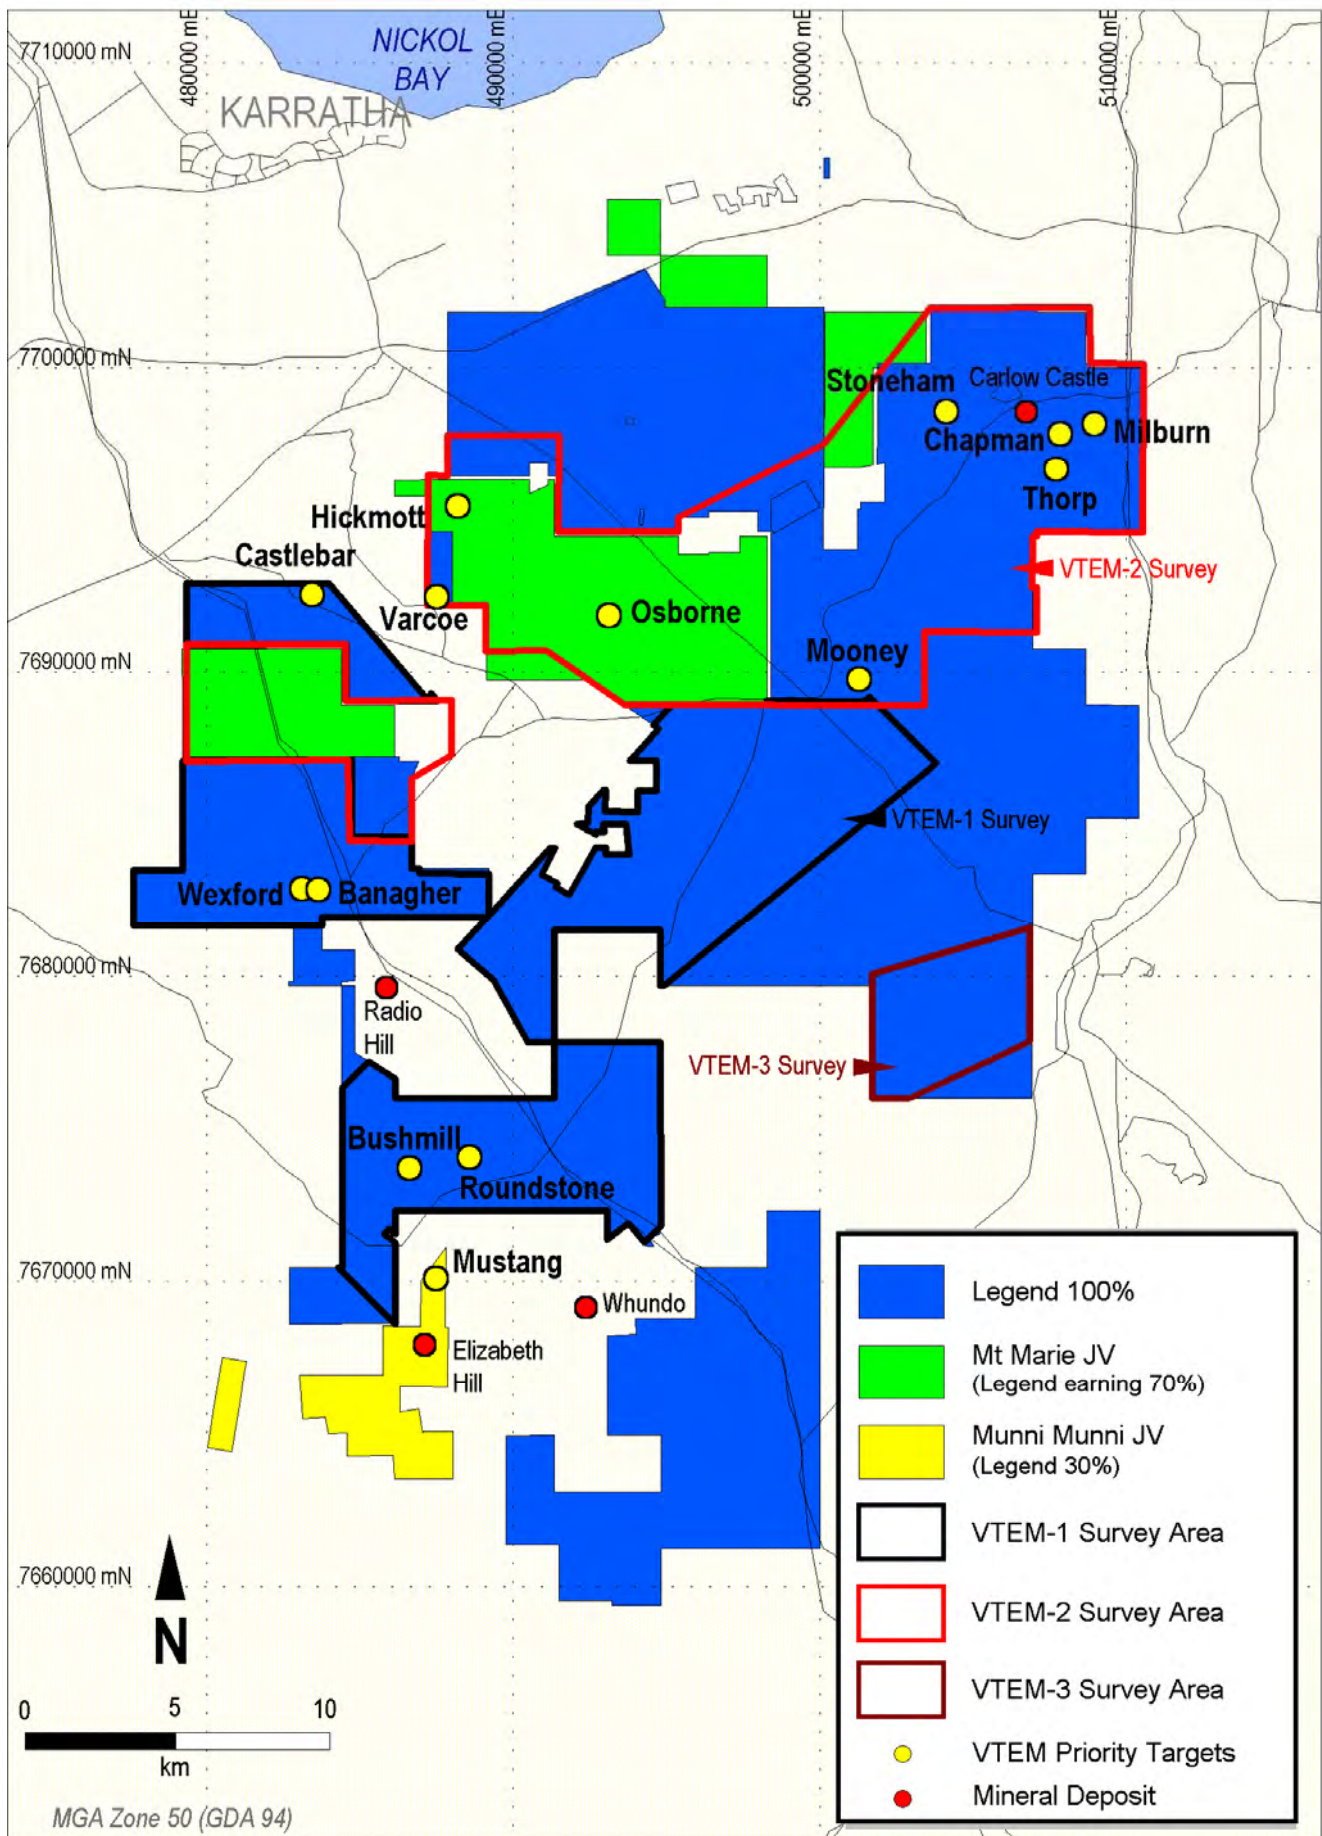 7710000 mN
480000 mE
490000 mE
500000 mE
510000 mE
NICKOL
BAY
KARRATHA
7700000 mN
Stoneham
Carlow Castle
Chapman
Milburn
Thorp
Hickmott
Castlebar
VTEM-2 Survey
Varcoe
Osborne
Mooney
7690000 mN
VTEM-1 Survey
Wexford
Banagher
7680000 mN
Radio
Hill
VTEM-3 Survey
Bushmill
Roundstone
Mustang
7670000 mN
Whundo
Elizabeth
Hill
7660000 mN
N
0 5 10
km
MGA Zone 50 (GDA 94)
Legend 100%
Mt Marie JV
(Legend earning 70%)
Munni Munni JV
(Legend 30%)
VTEM-1 Survey Area
VTEM-2 Survey Area
VTEM-3 Survey Area
VTEM Priority Targets
Mineral Deposit